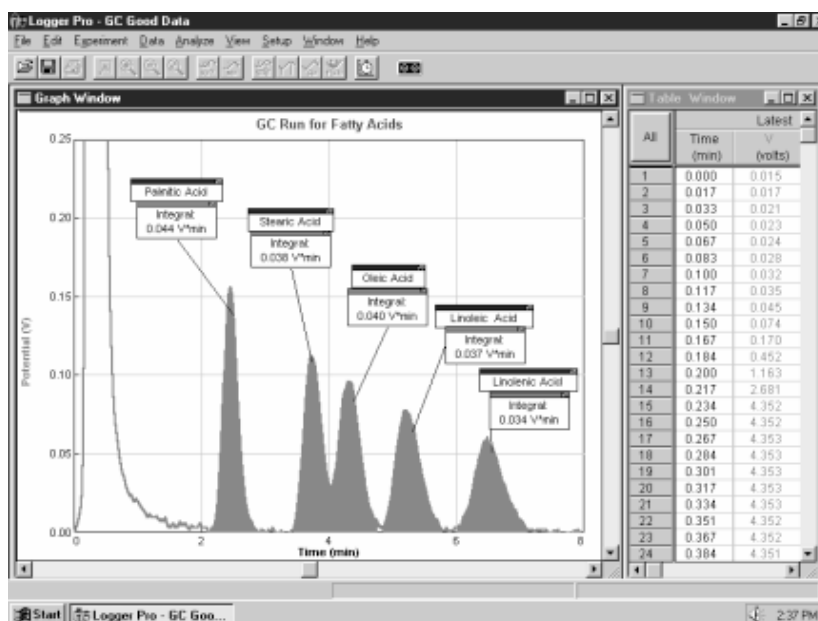 Logger Pro - GC Good Data
File Edit Experiment Data Analyze View Setup Window Help
Graph Window
GC Run for Fatty Acids
0.25
0.20
0.15
0.10
0.05
0.00
Potential (V)
Palmitic Acid
Integral:
0.044 V*min
Stearic Acid
Integral:
0.038 V*min
Oleic Acid
Integral:
0.040 V*min
Linoleic Acid
Integral:
0.037 V*min
Linolenic Acid
Integral:
0.034 V*min
0 2 4 6 8
Time (min)
Table Window
Latest
All Time V
(min) (volts)
1 0.000 0.015
2 0.017 0.017
3 0.033 0.021
4 0.050 0.023
5 0.067 0.024
6 0.083 0.028
7 0.100 0.032
8 0.117 0.035
9 0.134 0.045
10 0.150 0.074
11 0.167 0.170
12 0.184 0.452
13 0.200 1.163
14 0.217 2.681
15 0.234 4.352
16 0.250 4.352
17 0.267 4.353
18 0.284 4.353
19 0.301 4.353
20 0.317 4.353
21 0.334 4.353
22 0.351 4.352
23 0.367 4.352
24 0.384 4.351
Start Logger Pro - GC Goo... 2:37 PM